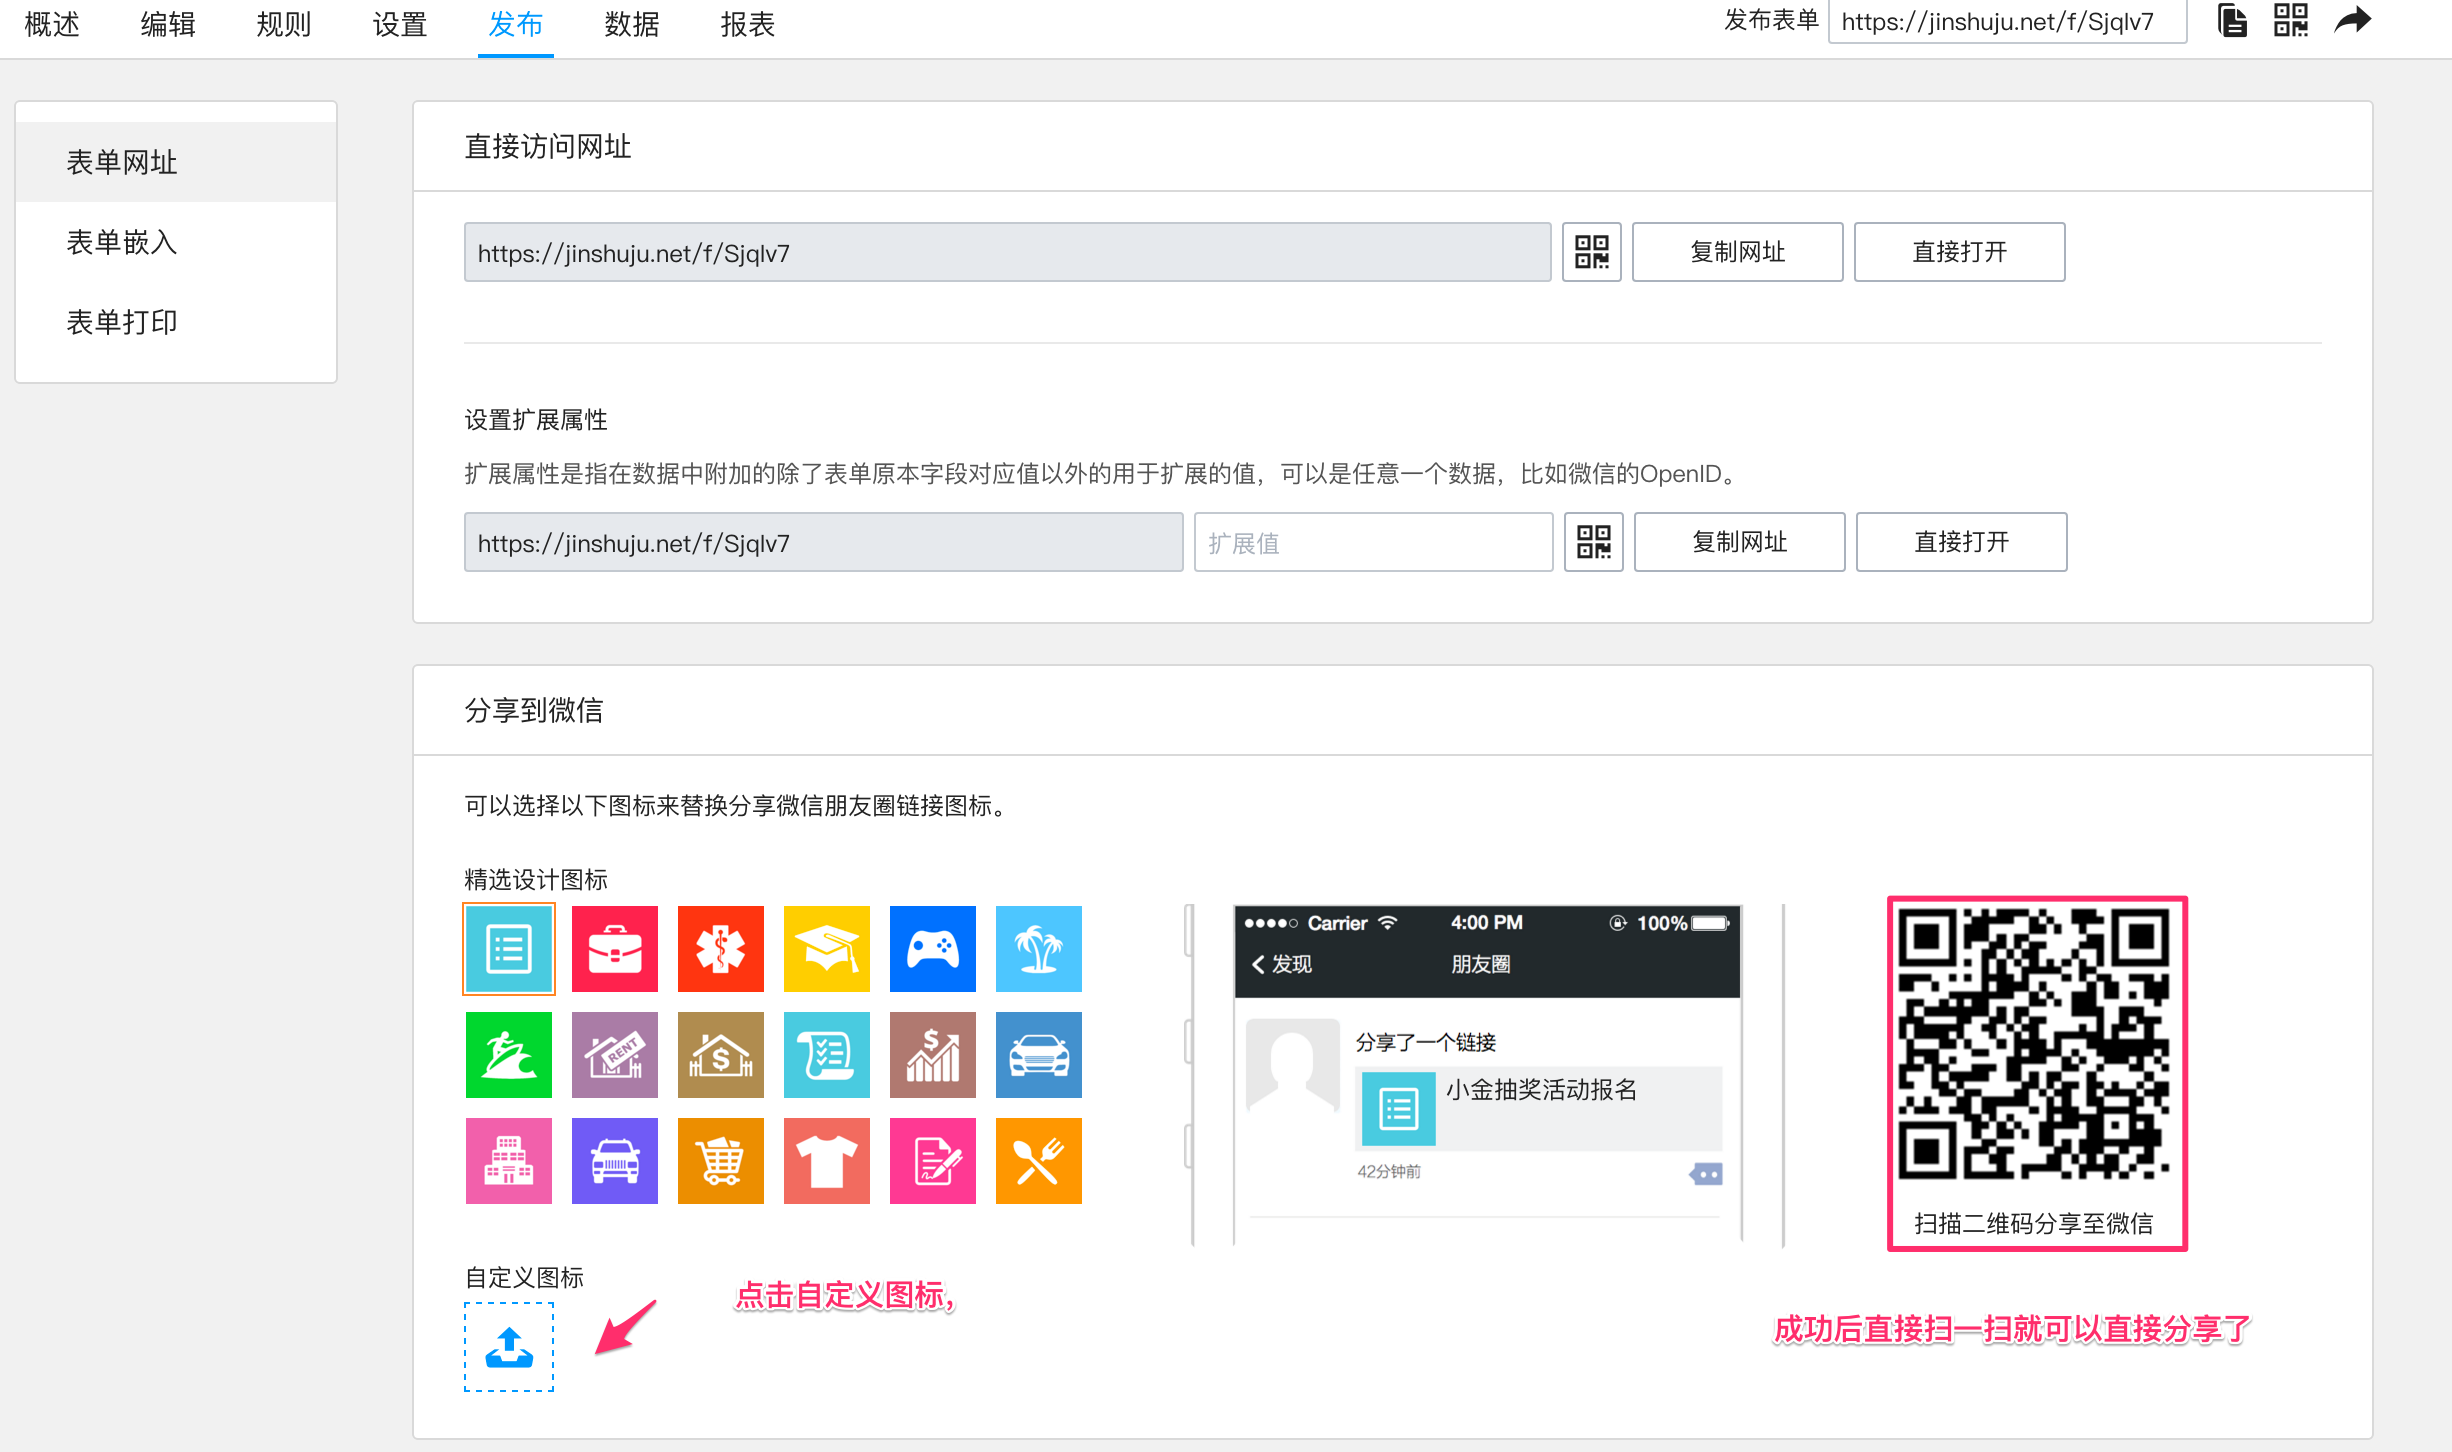 概述 编辑 规则 设置 发布 数据 报表 发布表单 https://jinshuju.net/f/Sjqlv7
表单网址
表单嵌入
表单打印
直接访问网址
https://jinshuju.net/f/Sjqlv7 复制网址 直接打开
设置扩展属性
扩展属性是指在数据中附加的除了表单原本字段对应值以外的用于扩展的值，可以是任意一个数据，比如微信的OpenID。
https://jinshuju.net/f/Sjqlv7 扩展值 复制网址 直接打开
分享到微信
可以选择以下图标来替换分享微信朋友圈链接图标。
精选设计图标
RENT
Carrier 4:00 PM 100%
发现 朋友圈
分享了一个链接
小金抽奖活动报名
42分钟前
扫描二维码分享至微信
自定义图标
点击自定义图标，
成功后直接扫一扫就可以直接分享了